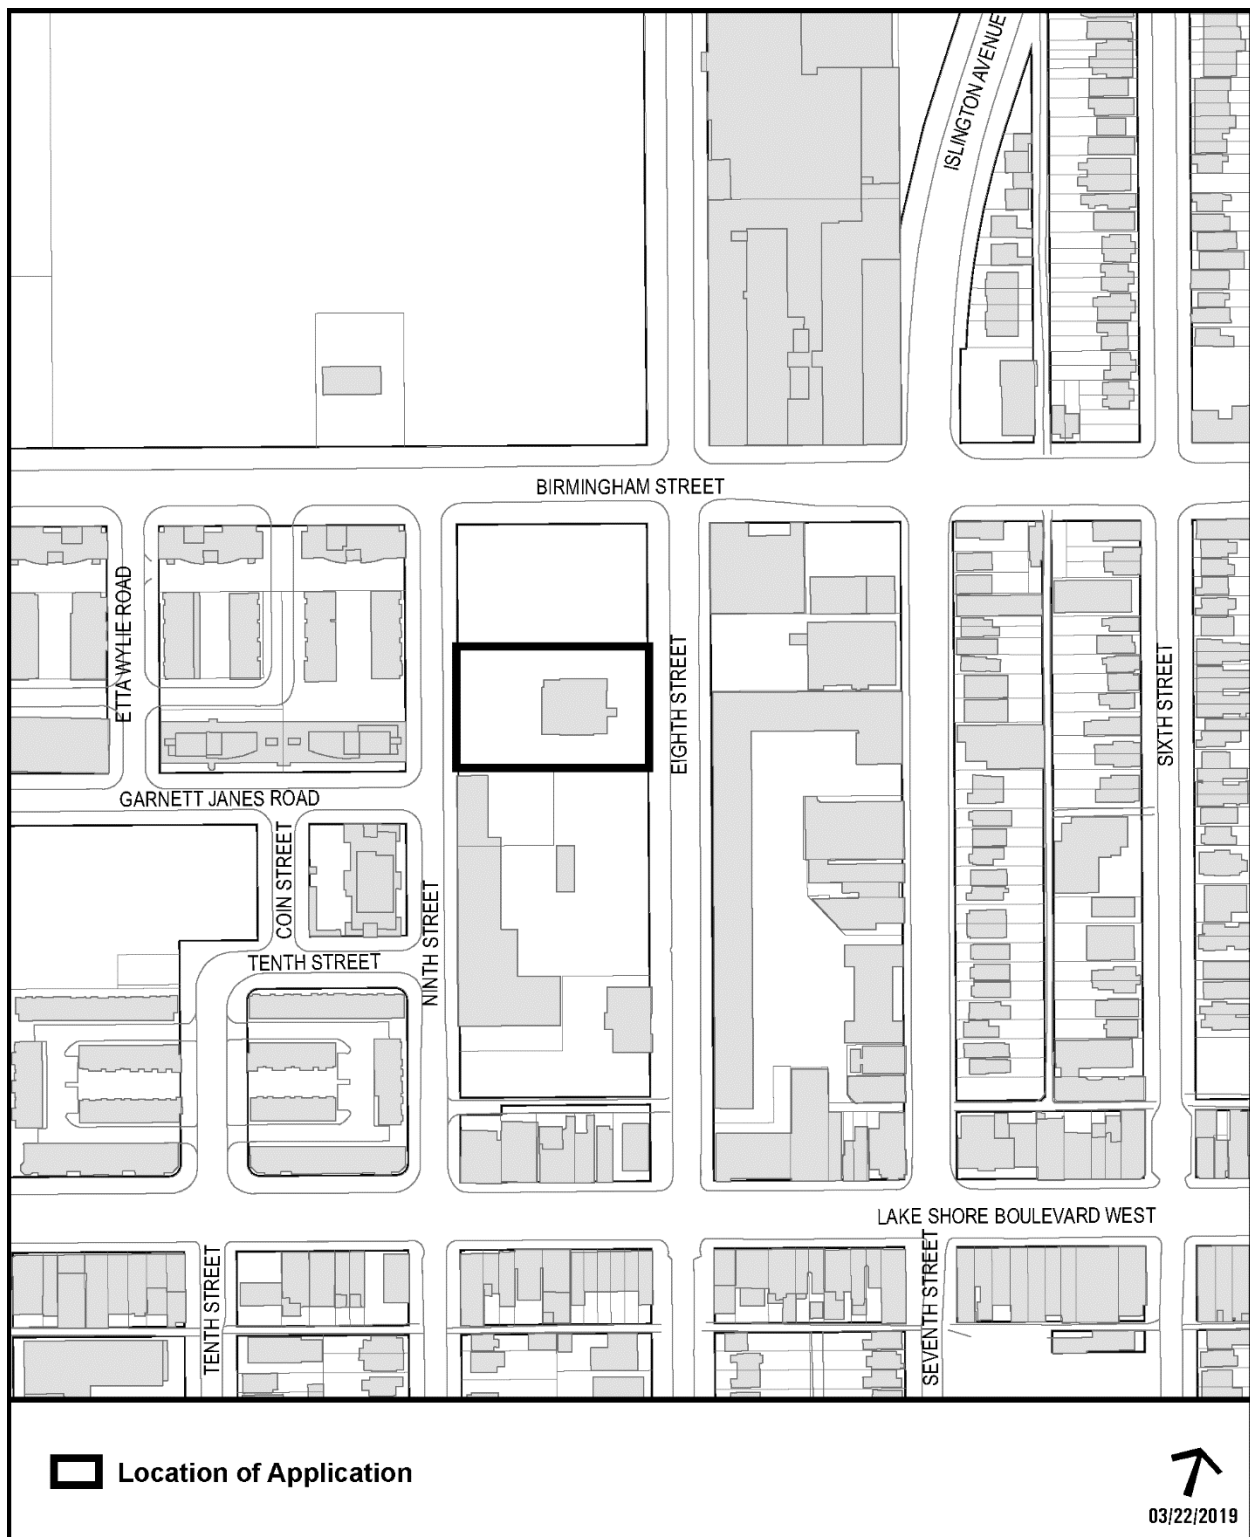 ISLINGTON AVENUE
BIRMINGHAM STREET
ETTA WYLIE ROAD
EIGHTH STREET
SIXTH STREET
GARNETT JANES ROAD
COIN STREET
NINTH STREET
TENTH STREET
LAKE SHORE BOULEVARD WEST
TENTH STREET
SEVENTH STREET
Location of Application
03/22/2019